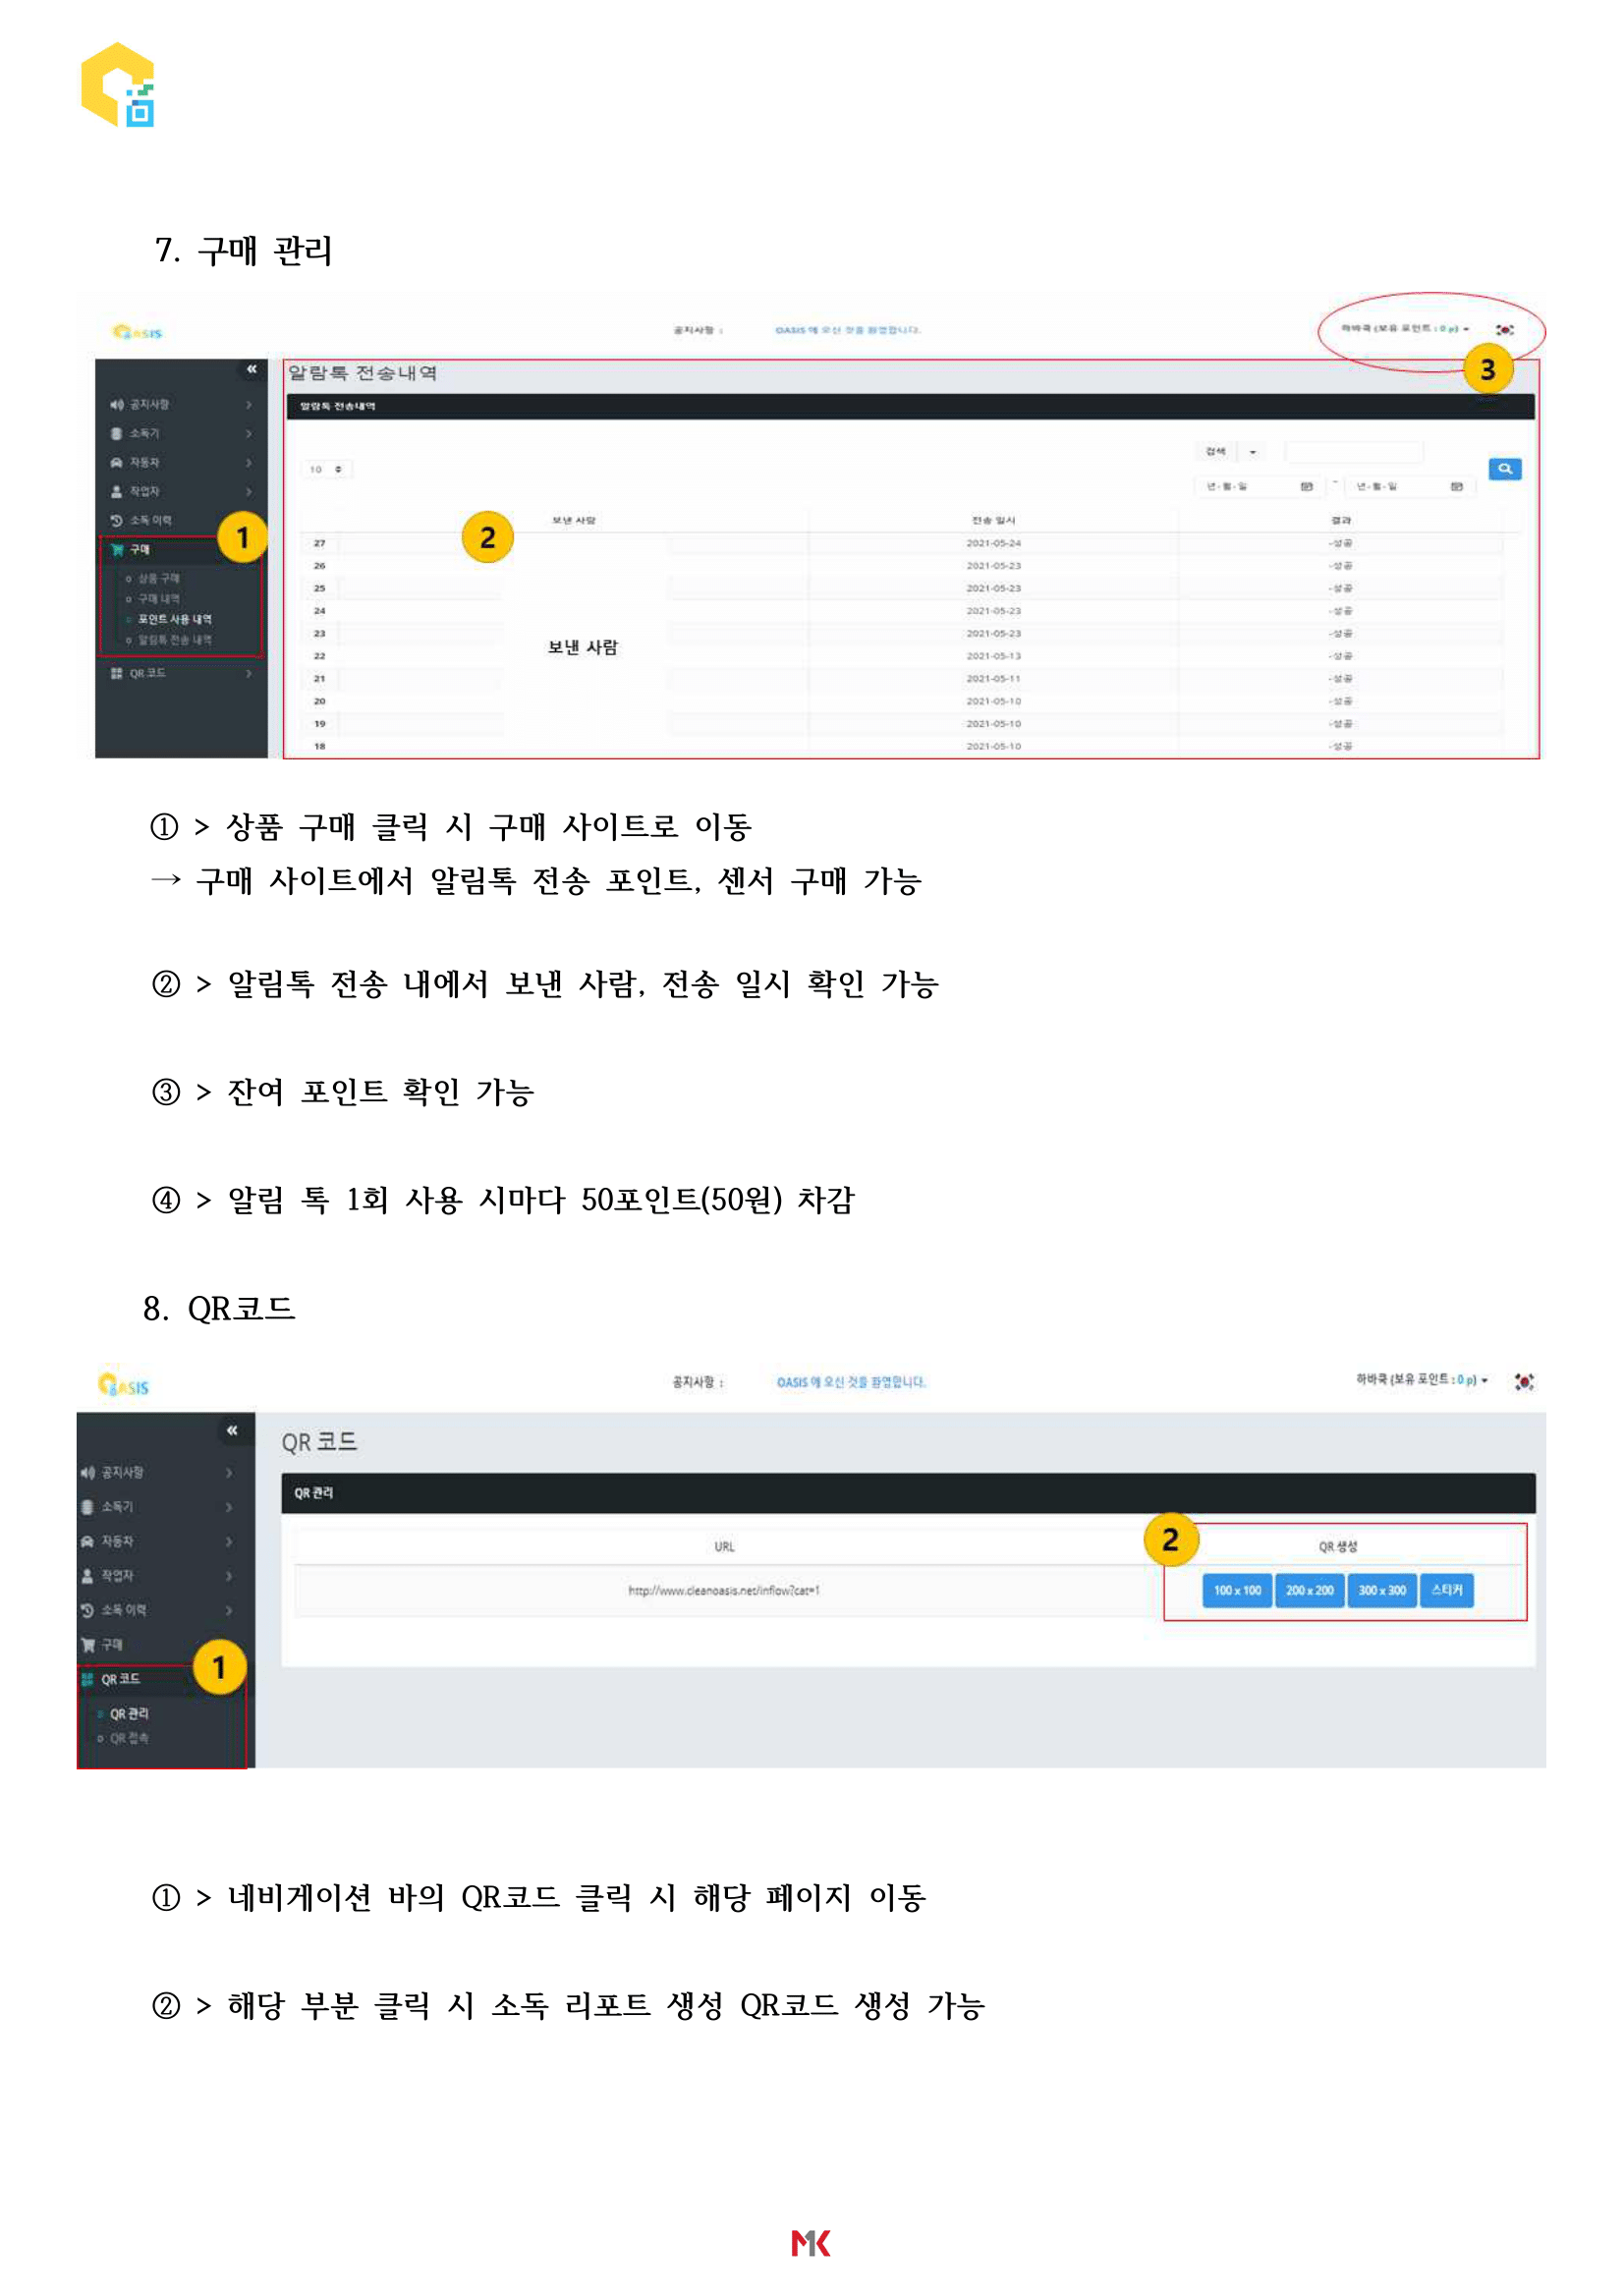 7. 구매 관리
OASIS
공지사항 :
OASIS 에 오신 것을 환영합니다.
하바쿡 (보유 포인트 : 0 p)
3
«
공지사항
소독기
자동차
작업자
소독 이력
1
구매
상품 구매
구매 내역
포인트 사용 내역
알림톡 전송 내역
QR 코드
알람톡 전송내역
알람톡 전송내역
10
검색
년-월-일
~
년-월-일
2
보낸 사람
전송 일시
결과
27 2021-05-24 -성공
26 2021-05-23 -성공
25 2021-05-23 -성공
24 2021-05-23 -성공
23 2021-05-23 -성공
보낸 사람
22 2021-05-13 -성공
21 2021-05-11 -성공
20 2021-05-10 -성공
19 2021-05-10 -성공
18 2021-05-10 -성공
① > 상품 구매 클릭 시 구매 사이트로 이동
→ 구매 사이트에서 알림톡 전송 포인트, 센서 구매 가능
② > 알림톡 전송 내에서 보낸 사람, 전송 일시 확인 가능
③ > 잔여 포인트 확인 가능
④ > 알림 톡 1회 사용 시마다 50포인트(50원) 차감
8. QR코드
OASIS
공지사항 :
OASIS 에 오신 것을 환영합니다.
하바쿡 (보유 포인트 : 0 p)
«
공지사항
소독기
자동차
작업자
소독 이력
구매
1
QR 코드
QR 관리
QR 접속
QR 코드
QR 관리
URL
2
QR 생성
http://www.cleanoasis.net/inflow?cat=1
100 x 100
200 x 200
300 x 300
스티커
① > 네비게이션 바의 QR코드 클릭 시 해당 페이지 이동
② > 해당 부분 클릭 시 소독 리포트 생성 QR코드 생성 가능
MK